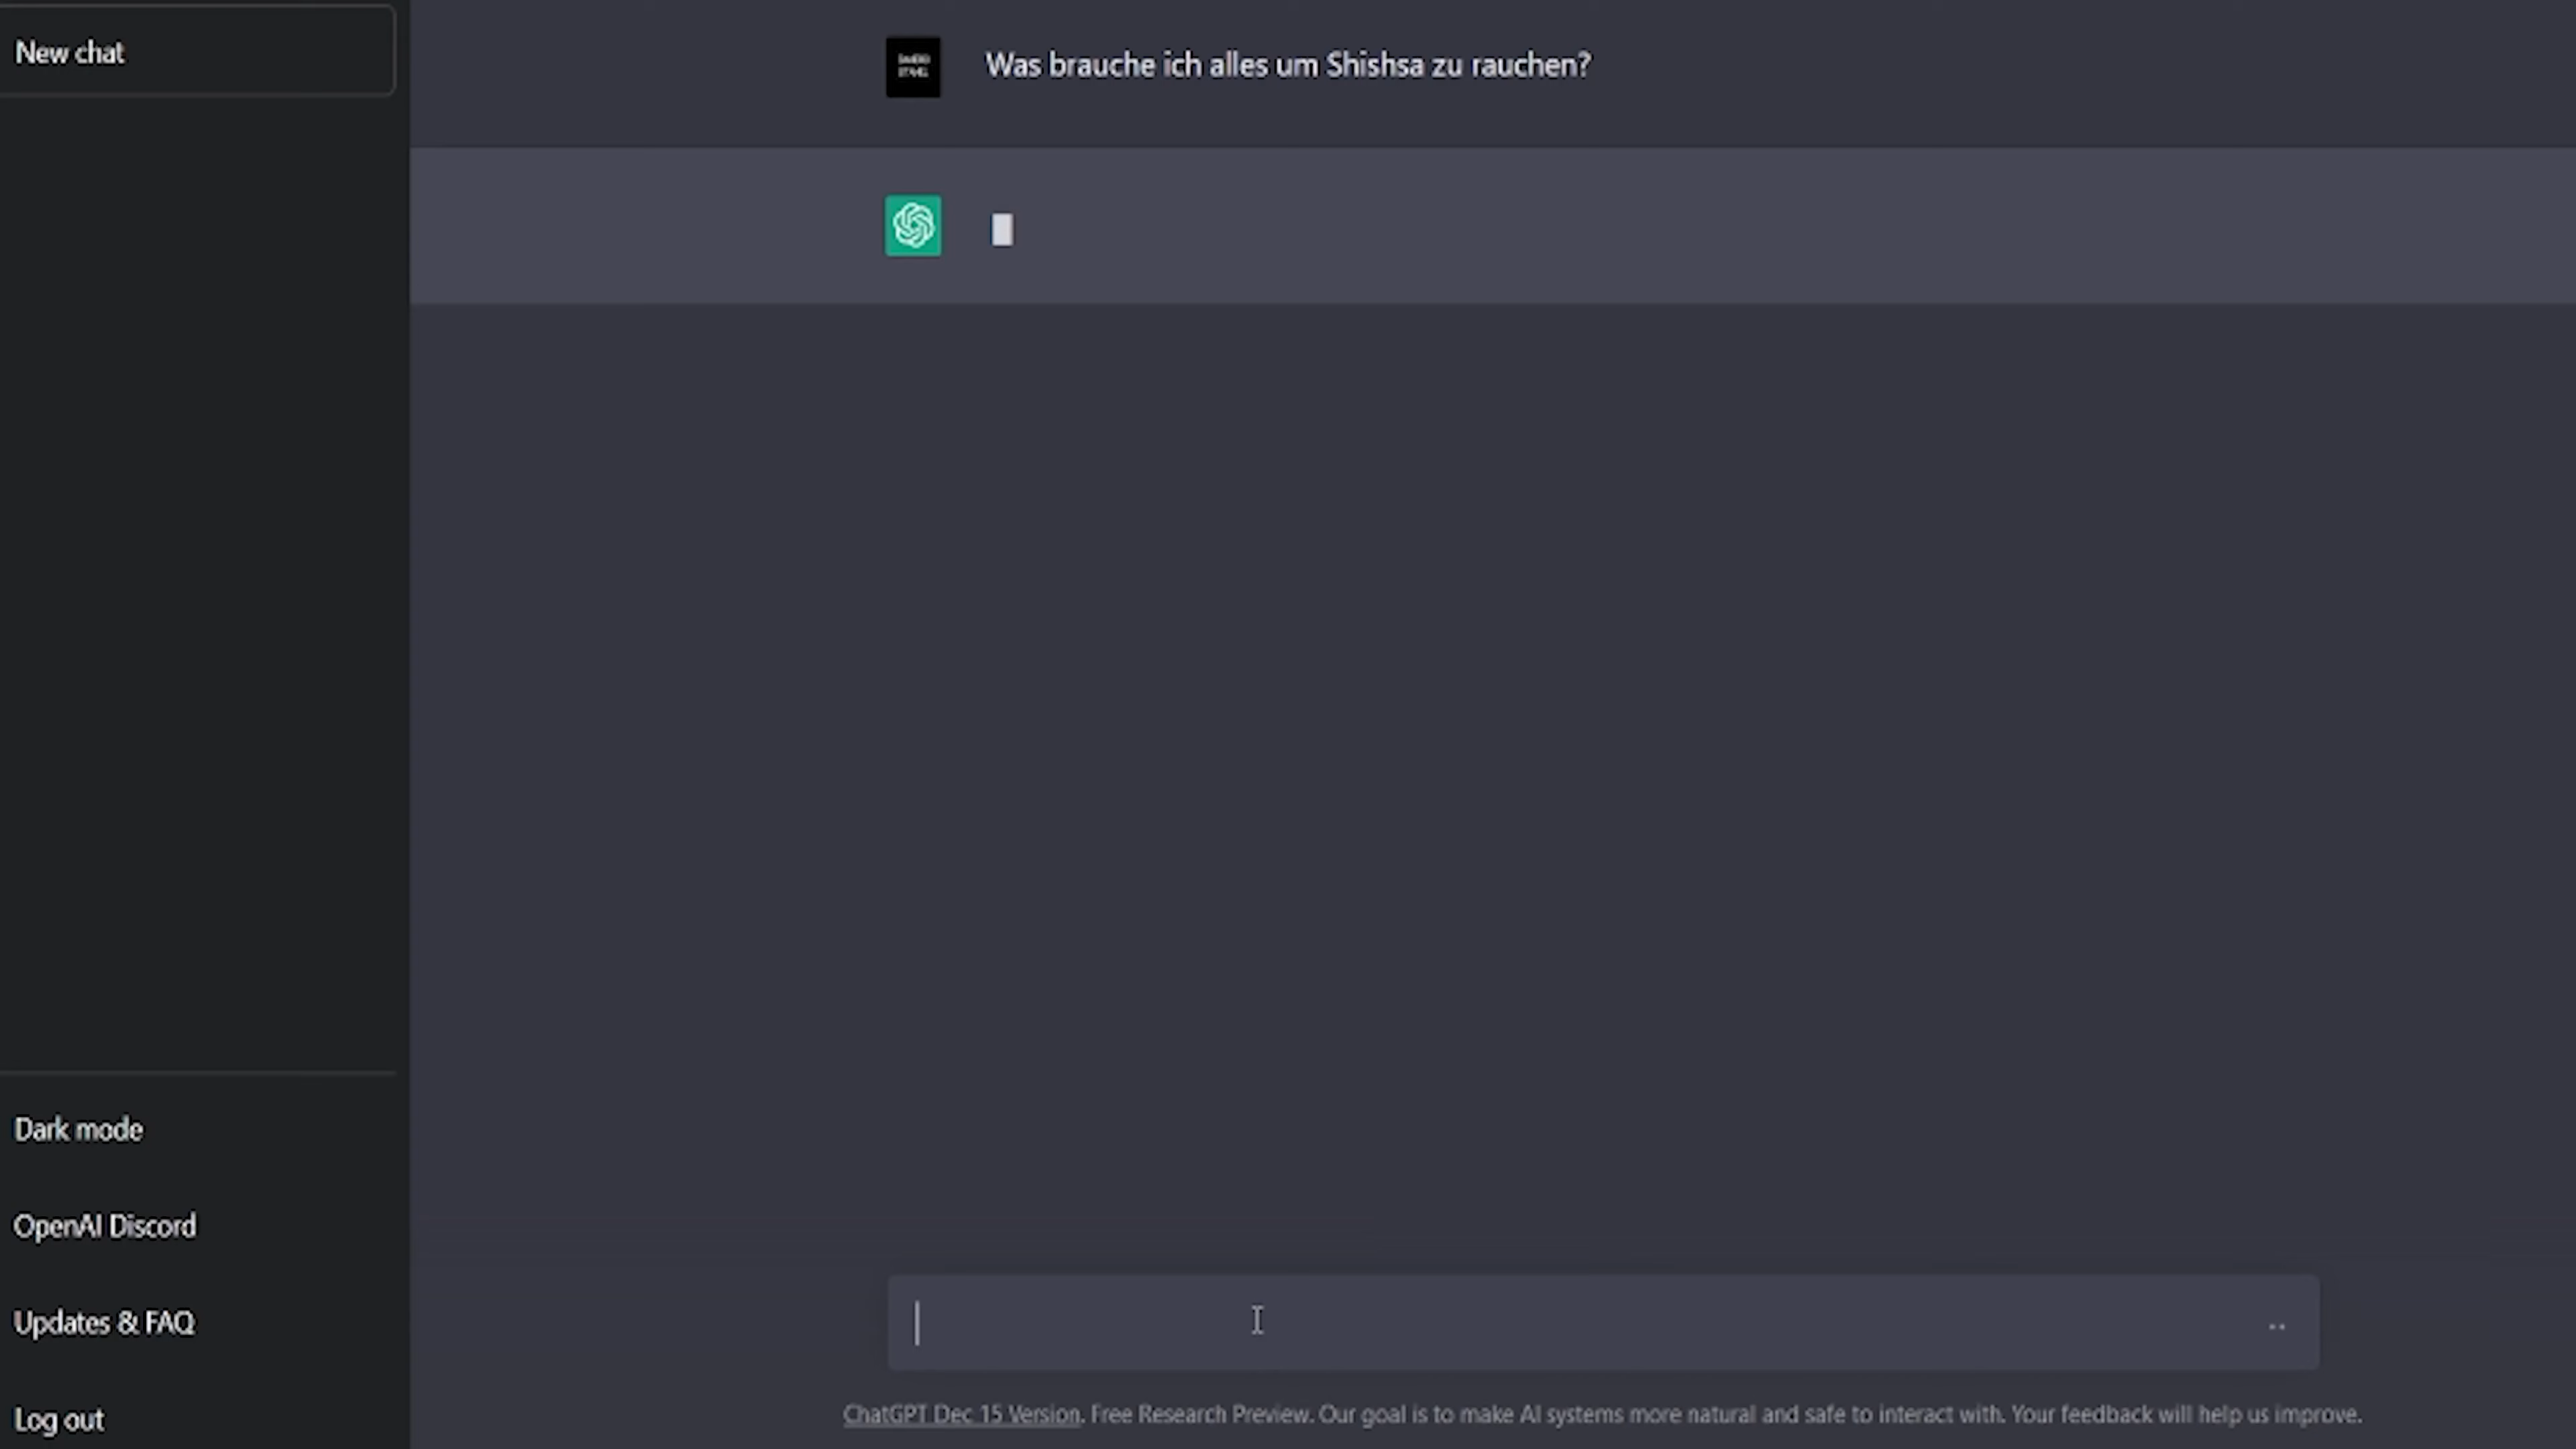 New chat
Was brauche ich alles um Shishsa zu rauchen?
Dark mode
OpenAI Discord
Updates & FAQ
Log out
ChatGPT Dec 15 Version. Free Research Preview. Our goal is to make AI systems more natural and safe to interact with. Your feedback will help us improve.